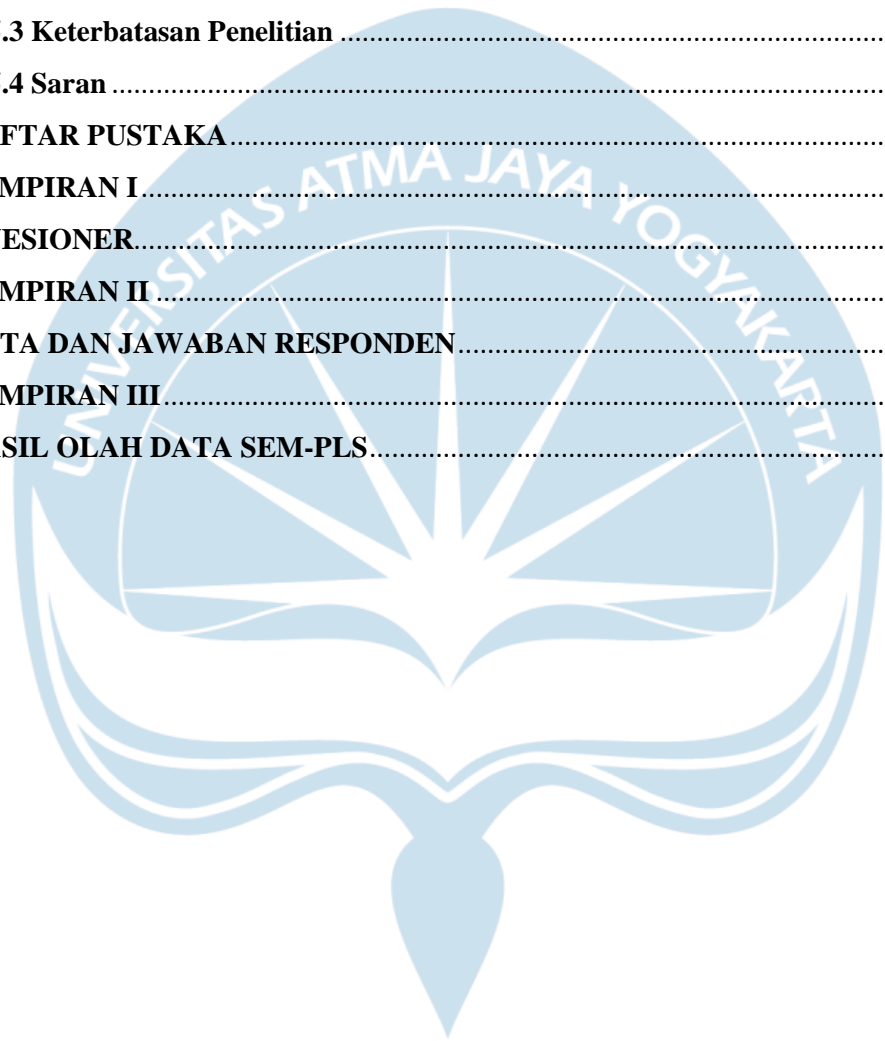 .3 Keterbatasan Penelitian
.4 Saran
FTAR PUSTAKA
MPIRAN I
ESIONER
MPIRAN II
TA DAN JAWABAN RESPONDEN
MPIRAN III
SIL OLAH DATA SEM-PLS
UNIVERSITAS ATMA JAYA YOGYAKARTA